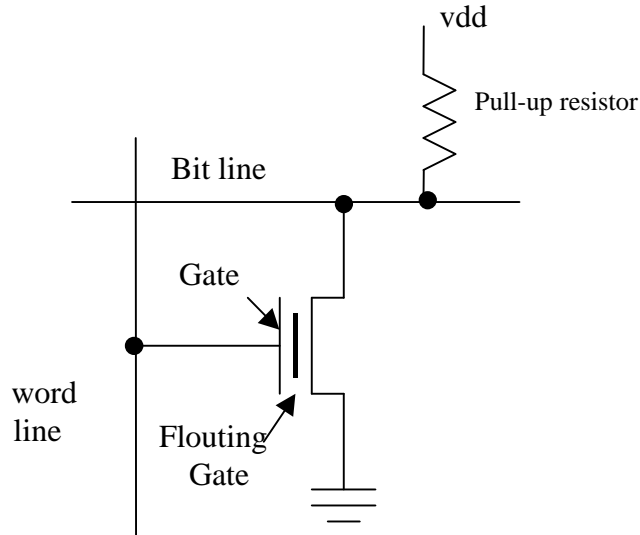 vdd
Pull-up resistor
Bit line
Gate
word
line
Flouting
Gate